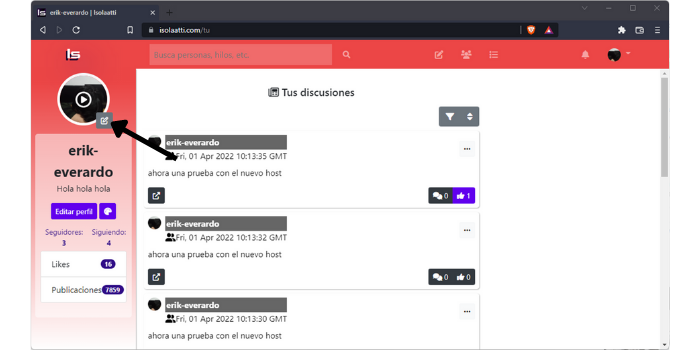 erik-everardo | Isolaatti
isolaatti.com/tu
ls
Busca personas, hilos, etc.
Tus discusiones
erik-everardo
Hola hola hola
Editar perfil
Seguidores: 3
Siguiendo: 4
Likes 16
Publicaciones 7859
erik-everardo
Fri, 01 Apr 2022 10:13:35 GMT
ahora una prueba con el nuevo host
0 1
erik-everardo
Fri, 01 Apr 2022 10:13:32 GMT
ahora una prueba con el nuevo host
0 0
erik-everardo
Fri, 01 Apr 2022 10:13:30 GMT
ahora una prueba con el nuevo host